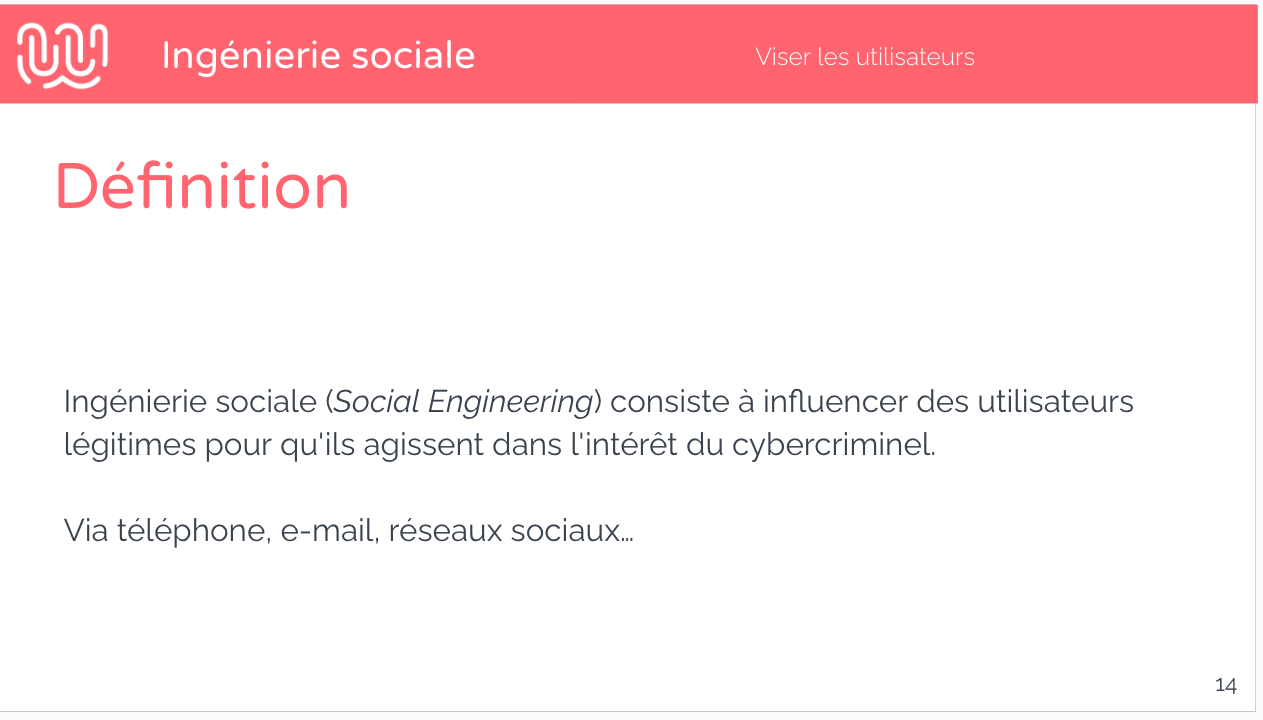 Ingénierie sociale
Viser les utilisateurs
Définition
Ingénierie sociale (Social Engineering) consiste à influencer des utilisateurs
légitimes pour qu'ils agissent dans l'intérêt du cybercriminel.
Via téléphone, e-mail, réseaux sociaux…
14